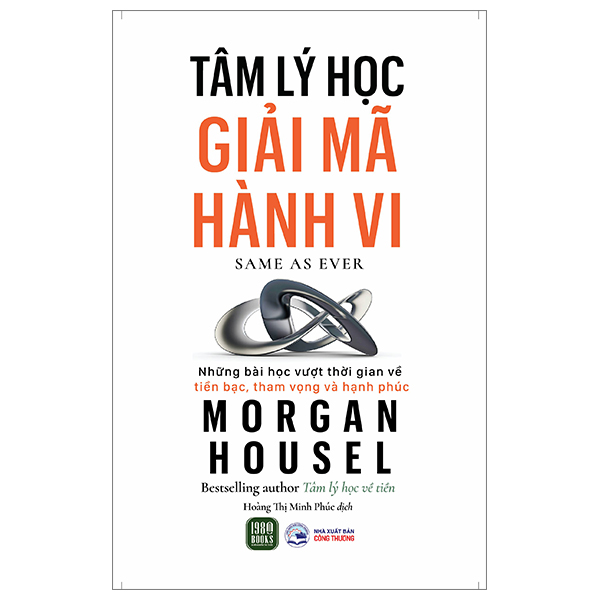 TÂM LÝ HỌC
GIẢI MÃ
HÀNH VI
SAME AS EVER
Những bài học vượt thời gian về
tiền bạc, tham vọng và hạnh phúc
MORGAN
HOUSEL
Bestselling author Tâm lý học về tiền
Hoàng Thị Minh Phúc dịch
1980
BOOKS
NHÀ XUẤT BẢN
CÔNG THƯƠNG